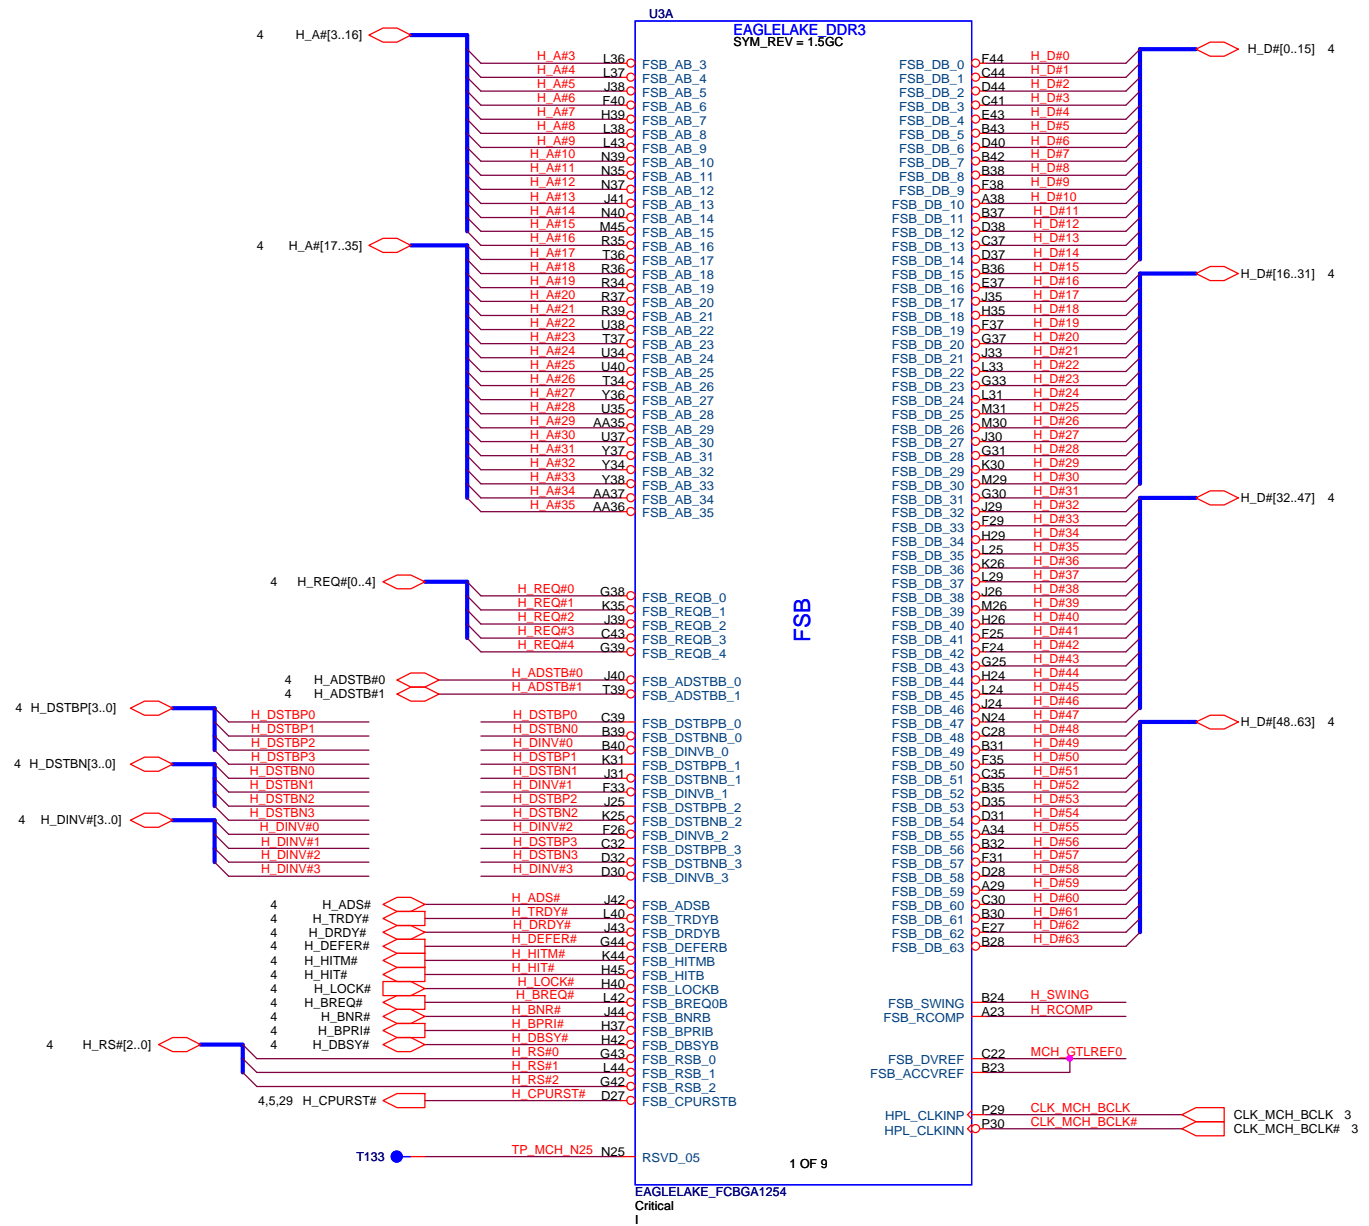 U3A
EAGLELAKE_DDR3
SYM_REV = 1.5GC
4 H_A#[3..16]
H_A#3 L36 FSB_AB_3
H_A#4 L37 FSB_AB_4
H_A#5 J38 FSB_AB_5
H_A#6 F40 FSB_AB_6
H_A#7 H39 FSB_AB_7
H_A#8 L38 FSB_AB_8
H_A#9 L43 FSB_AB_9
H_A#10 N39 FSB_AB_10
H_A#11 N35 FSB_AB_11
H_A#12 N37 FSB_AB_12
H_A#13 J41 FSB_AB_13
H_A#14 N40 FSB_AB_14
H_A#15 M45 FSB_AB_15
H_A#16 R35 FSB_AB_16
4 H_A#[17..35]
H_A#17 T36 FSB_AB_17
H_A#18 R36 FSB_AB_18
H_A#19 R34 FSB_AB_19
H_A#20 R37 FSB_AB_20
H_A#21 R39 FSB_AB_21
H_A#22 U38 FSB_AB_22
H_A#23 T37 FSB_AB_23
H_A#24 U34 FSB_AB_24
H_A#25 U40 FSB_AB_25
H_A#26 T34 FSB_AB_26
H_A#27 Y36 FSB_AB_27
H_A#28 U35 FSB_AB_28
H_A#29 AA35 FSB_AB_29
H_A#30 U37 FSB_AB_30
H_A#31 Y37 FSB_AB_31
H_A#32 Y34 FSB_AB_32
H_A#33 Y38 FSB_AB_33
H_A#34 AA37 FSB_AB_34
H_A#35 AA36 FSB_AB_35
4 H_REQ#[0..4]
H_REQ#0 G38 FSB_REQB_0
H_REQ#1 K35 FSB_REQB_1
H_REQ#2 J39 FSB_REQB_2
H_REQ#3 C43 FSB_REQB_3
H_REQ#4 G39 FSB_REQB_4
4 H_ADSTB#0 H_ADSTB#0 J40 FSB_ADSTBB_0
4 H_ADSTB#1 H_ADSTB#1 T39 FSB_ADSTBB_1
4 H_DSTBP[3..0]
H_DSTBP0
H_DSTBP1
H_DSTBP2
H_DSTBP3
4 H_DSTBN[3..0]
H_DSTBN0
H_DSTBN1
H_DSTBN2
H_DSTBN3
4 H_DINV#[3..0]
H_DINV#0
H_DINV#1
H_DINV#2
H_DINV#3
H_DSTBP0 C39 FSB_DSTBPB_0
H_DSTBN0 B39 FSB_DSTBNB_0
H_DINV#0 B40 FSB_DINVB_0
H_DSTBP1 K31 FSB_DSTBPB_1
H_DSTBN1 J31 FSB_DSTBNB_1
H_DINV#1 F33 FSB_DINVB_1
H_DSTBP2 J25 FSB_DSTBPB_2
H_DSTBN2 K25 FSB_DSTBNB_2
H_DINV#2 F26 FSB_DINVB_2
H_DSTBP3 C32 FSB_DSTBPB_3
H_DSTBN3 D32 FSB_DSTBNB_3
H_DINV#3 D30 FSB_DINVB_3
4 H_ADS# H_ADS# J42 FSB_ADSB
4 H_TRDY# H_TRDY# L40 FSB_TRDYB
4 H_DRDY# H_DRDY# J43 FSB_DRDYB
4 H_DEFER# H_DEFER# G44 FSB_DEFERB
4 H_HITM# H_HITM# K44 FSB_HITMB
4 H_HIT# H_HIT# H45 FSB_HITB
4 H_LOCK# H_LOCK# H40 FSB_LOCKB
4 H_BREQ# H_BREQ# L42 FSB_BREQ0B
4 H_BNR# H_BNR# J44 FSB_BNRB
4 H_BPRI# H_BPRI# H37 FSB_BPRIB
4 H_DBSY# H_DBSY# H42 FSB_DBSYB
4 H_RS#[2..0]
H_RS#0 G43 FSB_RSB_0
H_RS#1 L44 FSB_RSB_1
H_RS#2 G42 FSB_RSB_2
4,5,29 H_CPURST# H_CPURST# D27 FSB_CPURSTB
T133 TP_MCH_N25 N25 RSVD_05
FSB
H_D#[0..15] 4
FSB_DB_0 F44 H_D#0
FSB_DB_1 C44 H_D#1
FSB_DB_2 D44 H_D#2
FSB_DB_3 C41 H_D#3
FSB_DB_4 E43 H_D#4
FSB_DB_5 B43 H_D#5
FSB_DB_6 D40 H_D#6
FSB_DB_7 B42 H_D#7
FSB_DB_8 B38 H_D#8
FSB_DB_9 F38 H_D#9
FSB_DB_10 A38 H_D#10
FSB_DB_11 B37 H_D#11
FSB_DB_12 D38 H_D#12
FSB_DB_13 C37 H_D#13
FSB_DB_14 D37 H_D#14
FSB_DB_15 B36 H_D#15
H_D#[16..31] 4
FSB_DB_16 E37 H_D#16
FSB_DB_17 J35 H_D#17
FSB_DB_18 H35 H_D#18
FSB_DB_19 F37 H_D#19
FSB_DB_20 G37 H_D#20
FSB_DB_21 J33 H_D#21
FSB_DB_22 L33 H_D#22
FSB_DB_23 G33 H_D#23
FSB_DB_24 L31 H_D#24
FSB_DB_25 M31 H_D#25
FSB_DB_26 M30 H_D#26
FSB_DB_27 J30 H_D#27
FSB_DB_28 G31 H_D#28
FSB_DB_29 K30 H_D#29
FSB_DB_30 M29 H_D#30
FSB_DB_31 G30 H_D#31
H_D#[32..47] 4
FSB_DB_32 J29 H_D#32
FSB_DB_33 F29 H_D#33
FSB_DB_34 H29 H_D#34
FSB_DB_35 L25 H_D#35
FSB_DB_36 K26 H_D#36
FSB_DB_37 L29 H_D#37
FSB_DB_38 J26 H_D#38
FSB_DB_39 M26 H_D#39
FSB_DB_40 H26 H_D#40
FSB_DB_41 F25 H_D#41
FSB_DB_42 F24 H_D#42
FSB_DB_43 G25 H_D#43
FSB_DB_44 H24 H_D#44
FSB_DB_45 L24 H_D#45
FSB_DB_46 J24 H_D#46
FSB_DB_47 N24 H_D#47
H_D#[48..63] 4
FSB_DB_48 C28 H_D#48
FSB_DB_49 B31 H_D#49
FSB_DB_50 F35 H_D#50
FSB_DB_51 C35 H_D#51
FSB_DB_52 B35 H_D#52
FSB_DB_53 D35 H_D#53
FSB_DB_54 D31 H_D#54
FSB_DB_55 A34 H_D#55
FSB_DB_56 B32 H_D#56
FSB_DB_57 F31 H_D#57
FSB_DB_58 D28 H_D#58
FSB_DB_59 A29 H_D#59
FSB_DB_60 C30 H_D#60
FSB_DB_61 B30 H_D#61
FSB_DB_62 E27 H_D#62
FSB_DB_63 B28 H_D#63
FSB_SWING B24 H_SWING
FSB_RCOMP A23 H_RCOMP
FSB_DVREF C22 MCH_GTLREF0
FSB_ACCVREF B23
HPL_CLKINP P29 CLK_MCH_BCLK CLK_MCH_BCLK 3
HPL_CLKINN P30 CLK_MCH_BCLK# CLK_MCH_BCLK# 3
1 OF 9
EAGLELAKE_FCBGA1254
Critical
I